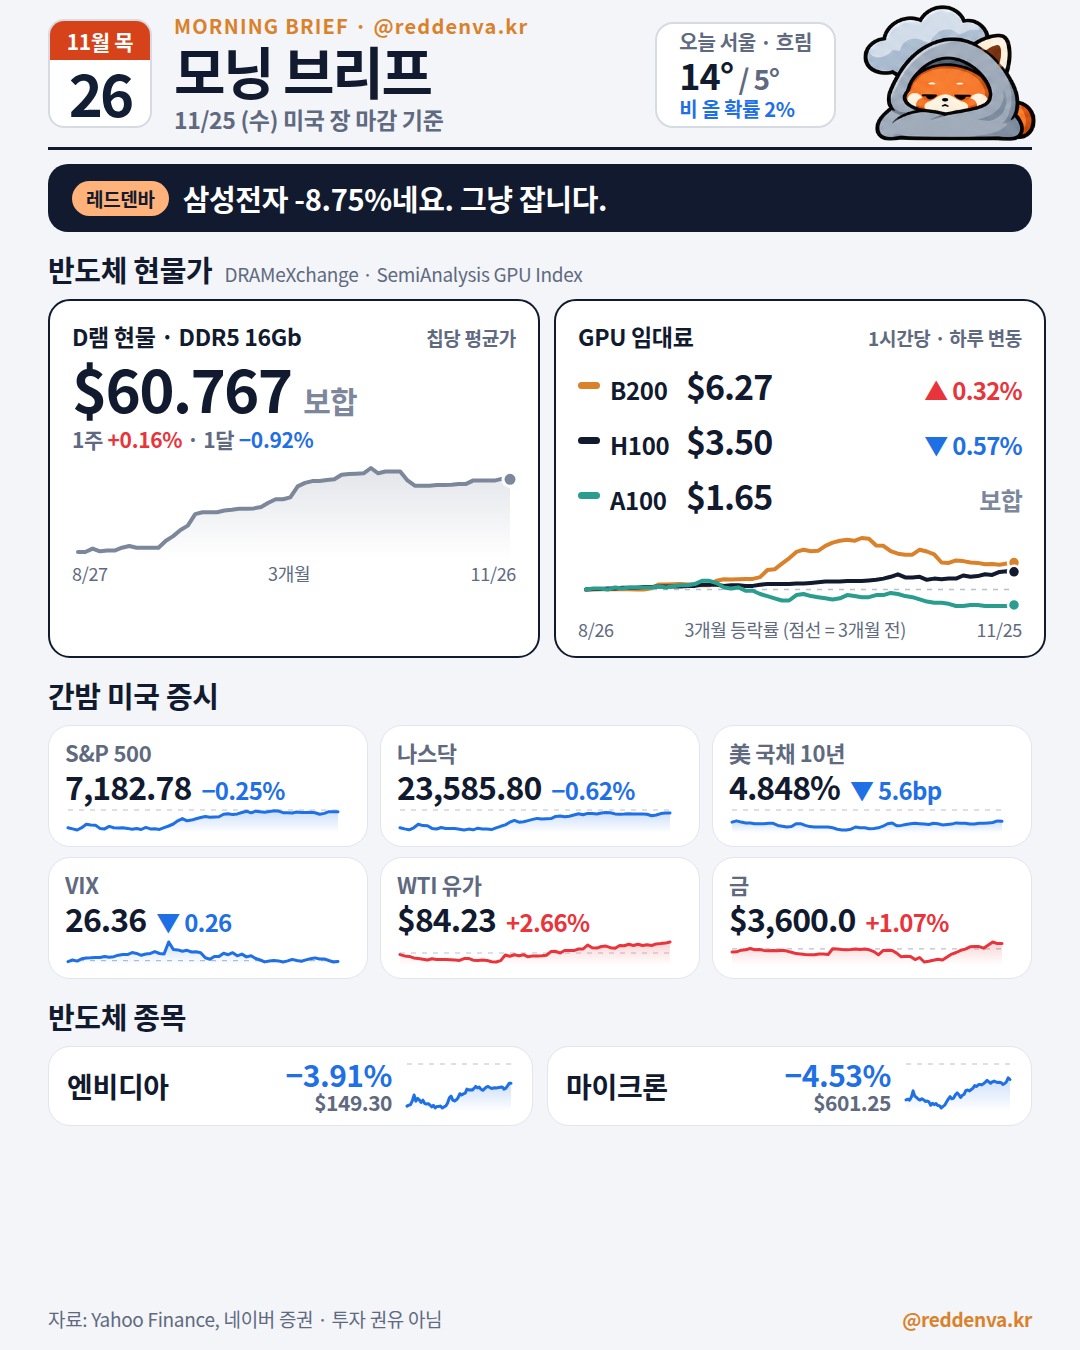 11월 목
26
MORNING BRIEF · @reddenva.kr
모닝 브리프
11/25 (수) 미국 장 마감 기준
오늘 서울 · 흐림
14° / 5°
비 올 확률 2%
레드덴바 삼성전자 -8.75%네요. 그냥 잡니다.
반도체 현물가 DRAMeXchange · SemiAnalysis GPU Index
D램 현물 · DDR5 16Gb 칩당 평균가
$60.767 보합
1주 +0.16% · 1달 −0.92%
8/27 3개월 11/26
GPU 임대료 1시간당 · 하루 변동
B200 $6.27 ▲ 0.32%
H100 $3.50 ▼ 0.57%
A100 $1.65 보합
8/26 3개월 등락률 (점선 = 3개월 전) 11/25
간밤 미국 증시
S&P 500
7,182.78 −0.25%
나스닥
23,585.80 −0.62%
美 국채 10년
4.848% ▼ 5.6bp
VIX
26.36 ▼ 0.26
WTI 유가
$84.23 +2.66%
금
$3,600.0 +1.07%
반도체 종목
엔비디아 −3.91%
$149.30
마이크론 −4.53%
$601.25
자료: Yahoo Finance, 네이버 증권 · 투자 권유 아님
@reddenva.kr